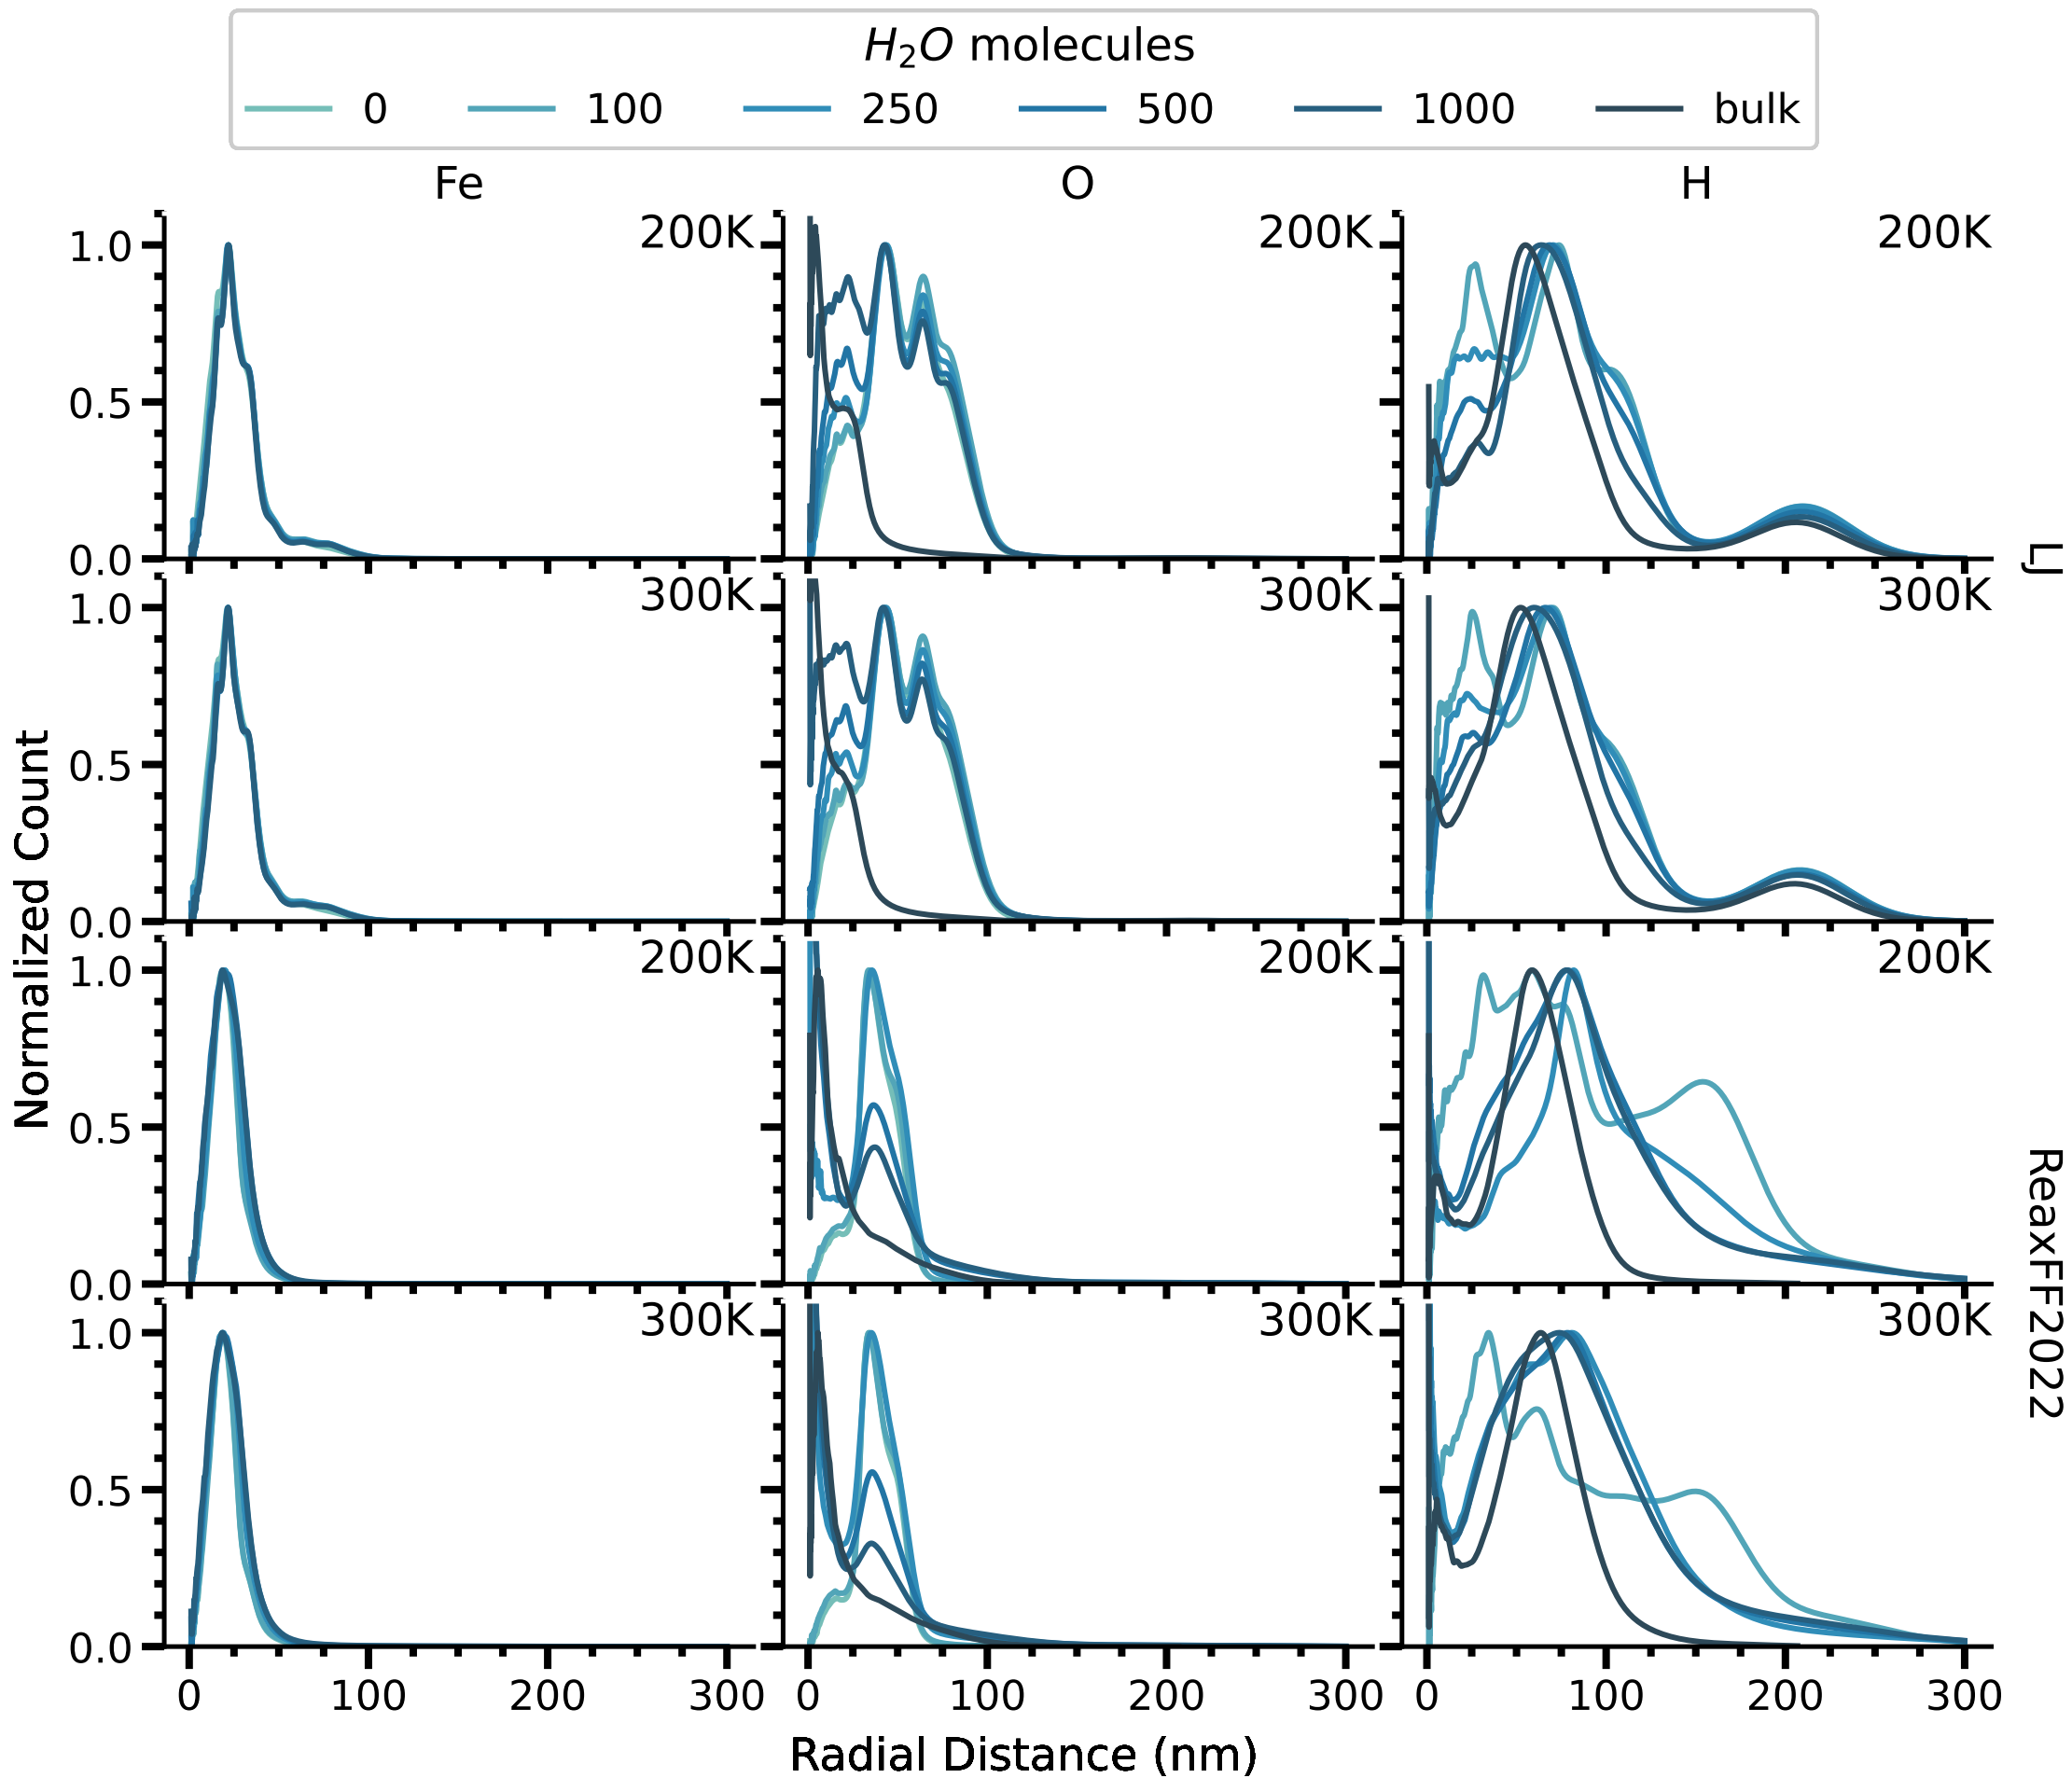 H₂O molecules
0 100 250 500 1000 bulk
Fe O H
200K 200K 200K
1.0
0.5
0.0
LJ
300K 300K 300K
1.0
0.5
0.0
Normalized Count
200K 200K 200K
1.0
0.5
0.0
ReaxFF2022
300K 300K 300K
1.0
0.5
0.0
0 100 200 300 0 100 200 300 0 100 200 300
Radial Distance (nm)